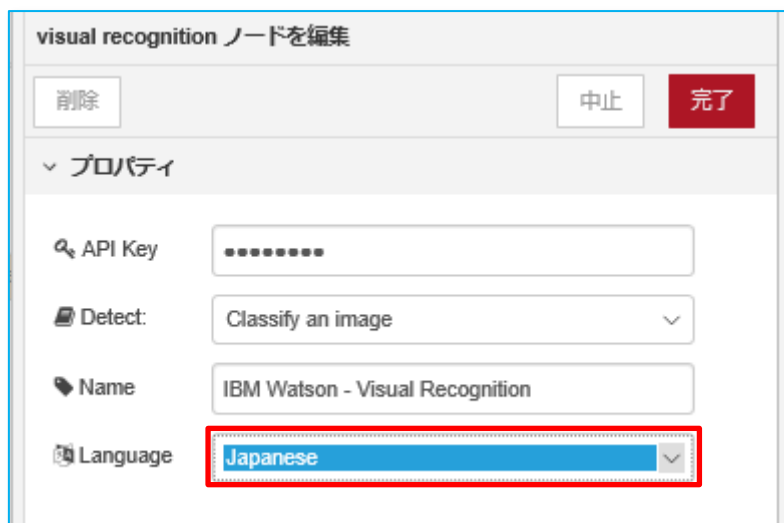 visual recognition ノードを編集
削除
中止
完了
プロパティ
API Key
••••••••
Detect:
Classify an image
Name
IBM Watson - Visual Recognition
Language
Japanese